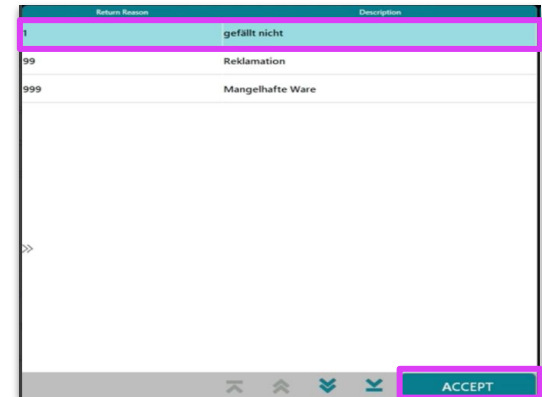 Return Reason Description
1 gefällt nicht
99 Reklamation
999 Mangelhafte Ware
ACCEPT